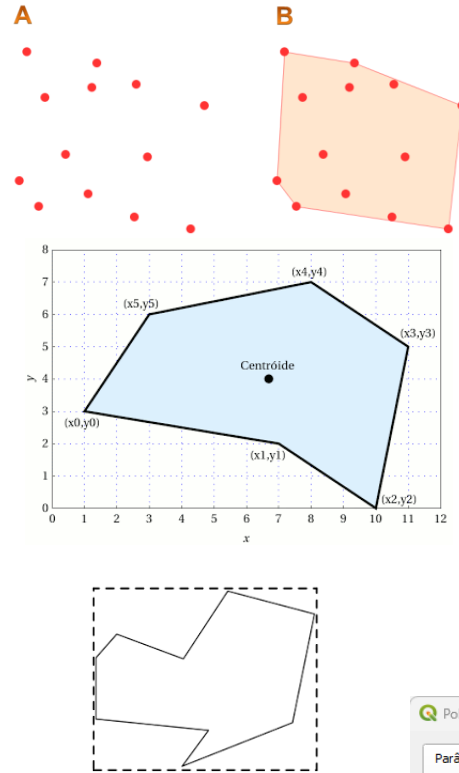 A B
8
7
6
5
4
3
2
1
0
y
(x4,y4)
(x5,y5)
(x3,y3)
Centróide
(x0,y0)
(x1,y1)
(x2,y2)
0 1 2 3 4 5 6 7 8 9 10 11 12
x